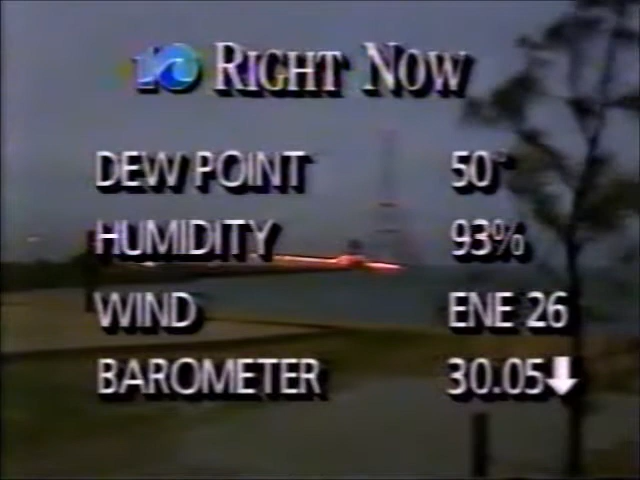 10 RIGHT NOW
DEW POINT 50°
HUMIDITY 93%
WIND ENE 26
BAROMETER 30.05↓